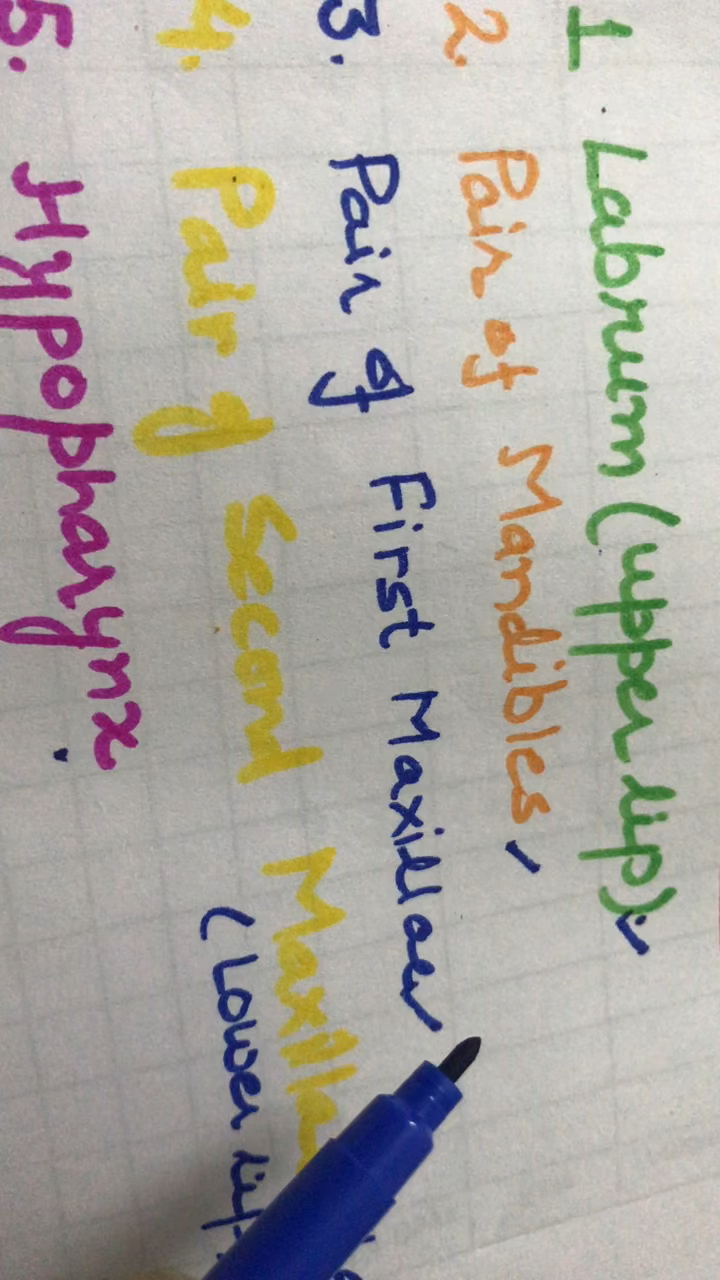 1. Labrum (upper lip)
2. Pair of Mandibles
3. Pair of First Maxillae
4. Pair of Second Maxilla
(Lower lip
5. Hypopharynx